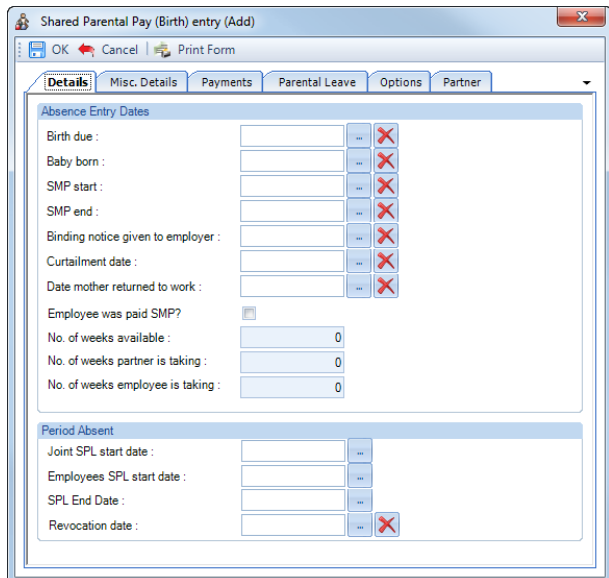 Shared Parental Pay (Birth) entry (Add)
OK Cancel Print Form
Details Misc. Details Payments Parental Leave Options Partner
Absence Entry Dates
Birth due : ...
Baby born : ...
SMP start : ...
SMP end : ...
Binding notice given to employer : ...
Curtailment date : ...
Date mother returned to work : ...
Employee was paid SMP?
No. of weeks available : 0
No. of weeks partner is taking : 0
No. of weeks employee is taking : 0
Period Absent
Joint SPL start date : ...
Employees SPL start date : ...
SPL End Date : ...
Revocation date : ...